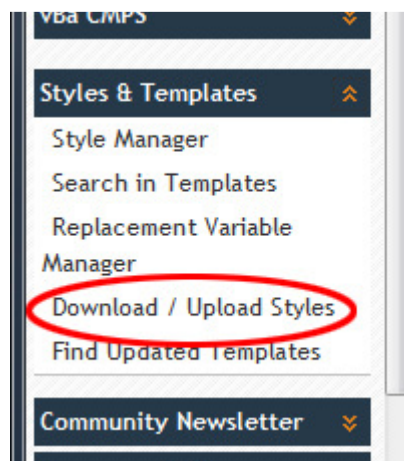 vBa CMPS
Styles & Templates
Style Manager
Search in Templates
Replacement Variable
Manager
Download / Upload Styles
Find Updated Templates
Community Newsletter